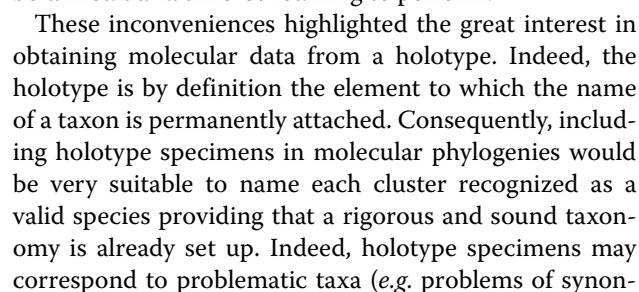 These inconveniences highlighted the great interest in
obtaining molecular data from a holotype. Indeed, the
holotype is by definition the element to which the name
of a taxon is permanently attached. Consequently, includ-
ing holotype specimens in molecular phylogenies would
be very suitable to name each cluster recognized as a
valid species providing that a rigorous and sound taxon-
omy is already set up. Indeed, holotype specimens may
correspond to problematic taxa (e.g. problems of synon-